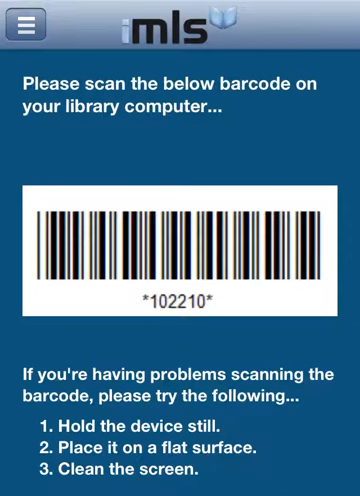 imls
Please scan the below barcode on
your library computer...
*102210*
If you're having problems scanning the
barcode, please try the following...
1. Hold the device still.
2. Place it on a flat surface.
3. Clean the screen.